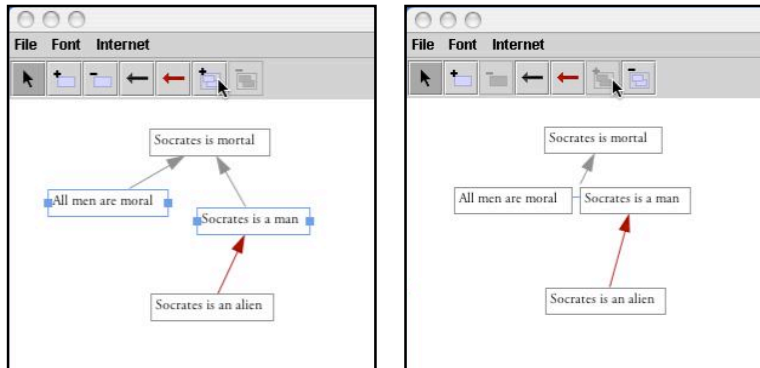 File Font Internet
Socrates is mortal
All men are moral
Socrates is a man
Socrates is an alien
File Font Internet
Socrates is mortal
All men are moral
Socrates is a man
Socrates is an alien